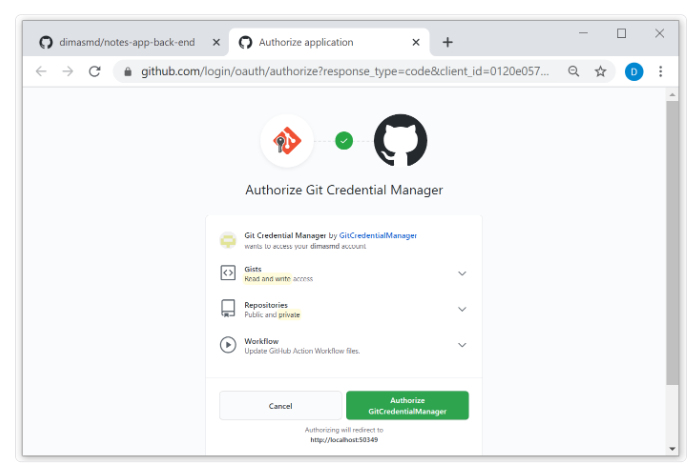 dimasmd/notes-app-back-end
Authorize application
github.com/login/oauth/authorize?response_type=code&client_id=0120e057...
D
Authorize Git Credential Manager
Git Credential Manager by GitCredentialManager
wants to access your dimasmd account
Gists
Read and write access
Repositories
Public and private
Workflow
Update GitHub Action Workflow files.
Cancel
Authorize
GitCredentialManager
Authorizing will redirect to
http://localhost:50349